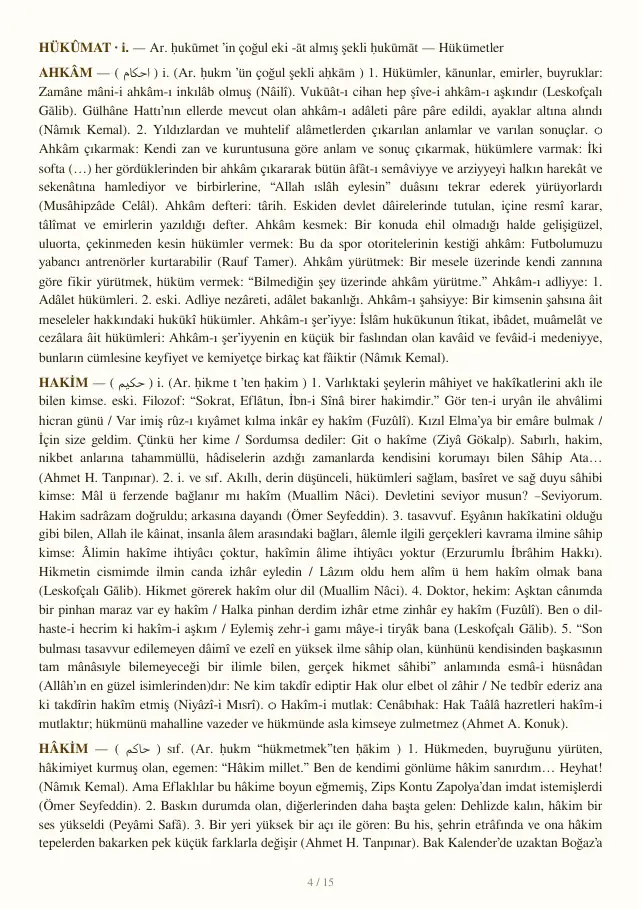 HÜKÛMAT · i. — Ar. ḥukūmet ’in çoğul eki -āt almış şekli ḥukūmāt — Hükümetler
AHKÂM — ( احكام ) i. (Ar. ḥukm ’ün çoğul şekli aḥkām ) 1. Hükümler, kānunlar, emirler, buyruklar:
Zamâne mâni-i ahkâm-ı inkılâb olmuş (Nâilî). Vukūât-ı cihan hep şîve-i ahkâm-ı aşkındır (Leskofçalı
Gālib). Gülhâne Hattı’nın ellerde mevcut olan ahkâm-ı adâleti pâre pâre edildi, ayaklar altına alındı
(Nâmık Kemal). 2. Yıldızlardan ve muhtelif alâmetlerden çıkarılan anlamlar ve varılan sonuçlar. ѻ
Ahkâm çıkarmak: Kendi zan ve kuruntusuna göre anlam ve sonuç çıkarmak, hükümlere varmak: İki
softa (…) her gördüklerinden bir ahkâm çıkararak bütün âfât-ı semâviyye ve arziyyeyi halkın harekât ve
sekenâtına hamlediyor ve birbirlerine, “Allah ıslâh eylesin” duâsını tekrar ederek yürüyorlardı
(Musâhipzâde Celâl). Ahkâm defteri: târih. Eskiden devlet dâirelerinde tutulan, içine resmî karar,
tâlîmat ve emirlerin yazıldığı defter. Ahkâm kesmek: Bir konuda ehil olmadığı halde gelişigüzel,
uluorta, çekinmeden kesin hükümler vermek: Bu da spor otoritelerinin kestiği ahkâm: Futbolumuzu
yabancı antrenörler kurtarabilir (Rauf Tamer). Ahkâm yürütmek: Bir mesele üzerinde kendi zannına
göre fikir yürütmek, hüküm vermek: “Bilmediğin şey üzerinde ahkâm yürütme.” Ahkâm-ı adliyye: 1.
Adâlet hükümleri. 2. eski. Adliye nezâreti, adâlet bakanlığı. Ahkâm-ı şahsiyye: Bir kimsenin şahsına âit
meseleler hakkındaki hukūkî hükümler. Ahkâm-ı şer’iyye: İslâm hukūkunun îtikat, ibâdet, muâmelât ve
cezâlara âit hükümleri: Ahkâm-ı şer’iyyenin en küçük bir faslından olan kavâid ve fevâid-i medeniyye,
bunların cümlesine keyfiyet ve kemiyetçe birkaç kat fâiktir (Nâmık Kemal).
HAKİM — ( حكيم ) i. (Ar. ḥikme t ’ten ḥakіm ) 1. Varlıktaki şeylerin mâhiyet ve hakîkatlerini aklı ile
bilen kimse. eski. Filozof: “Sokrat, Eflâtun, İbn-i Sînâ birer hakimdir.” Gör ten-i uryân ile ahvâlimi
hicran günü / Var imiş rûz-ı kıyâmet kılma inkâr ey hakîm (Fuzûlî). Kızıl Elma’ya bir emâre bulmak /
İçin size geldim. Çünkü her kime / Sordumsa dediler: Git o hakîme (Ziyâ Gökalp). Sabırlı, hakim,
nikbet anlarına tahammüllü, hâdiselerin azdığı zamanlarda kendisini korumayı bilen Sâhip Ata…
(Ahmet H. Tanpınar). 2. i. ve sıf. Akıllı, derin düşünceli, hükümleri sağlam, basîret ve sağ duyu sâhibi
kimse: Mâl ü ferzende bağlanır mı hakîm (Muallim Nâci). Devletini seviyor musun? –Seviyorum.
Hakim sadrâzam doğruldu; arkasına dayandı (Ömer Seyfeddin). 3. tasavvuf. Eşyânın hakîkatini olduğu
gibi bilen, Allah ile kâinat, insanla âlem arasındaki bağları, âlemle ilgili gerçekleri kavrama ilmine sâhip
kimse: Âlimin hakîme ihtiyâcı çoktur, hakîmin âlime ihtiyâcı yoktur (Erzurumlu İbrâhim Hakkı).
Hikmetin cismimde ilmin canda izhâr eyledin / Lâzım oldu hem alîm ü hem hakîm olmak bana
(Leskofçalı Gālib). Hikmet görerek hakîm olur dil (Muallim Nâci). 4. Doktor, hekim: Aşktan cânımda
bir pinhan maraz var ey hakîm / Halka pinhan derdim izhâr etme zinhâr ey hakîm (Fuzûlî). Ben o dil-
haste-i hecrim ki hakîm-i aşkım / Eylemiş zehr-i gamı mâye-i tiryâk bana (Leskofçalı Gālib). 5. “Son
bulması tasavvur edilemeyen dâimî ve ezelî en yüksek ilme sâhip olan, künhünü kendisinden başkasının
tam mânâsıyle bilemeyeceği bir ilimle bilen, gerçek hikmet sâhibi” anlamında esmâ-i hüsnâdan
(Allâh’ın en güzel isimlerinden)dır: Ne kim takdîr ediptir Hak olur elbet ol zâhir / Ne tedbîr ederiz ana
ki takdîrin hakîm etmiş (Niyâzî-i Mısrî). ѻ Hakîm-i mutlak: Cenâbıhak: Hak Taâlâ hazretleri hakîm-i
mutlaktır; hükmünü mahalline vazeder ve hükmünde asla kimseye zulmetmez (Ahmet A. Konuk).
HÂKİM — ( حاكم ) sıf. (Ar. ḥukm “hükmetmek”ten ḥākim ) 1. Hükmeden, buyruğunu yürüten,
hâkimiyet kurmuş olan, egemen: “Hâkim millet.” Ben de kendimi gönlüme hâkim sanırdım… Heyhat!
(Nâmık Kemal). Ama Eflaklılar bu hâkime boyun eğmemiş, Zips Kontu Zapolya’dan imdat istemişlerdi
(Ömer Seyfeddin). 2. Baskın durumda olan, diğerlerinden daha başta gelen: Dehlizde kalın, hâkim bir
ses yükseldi (Peyâmi Safâ). 3. Bir yeri yüksek bir açı ile gören: Bu his, şehrin etrâfında ve ona hâkim
tepelerden bakarken pek küçük farklarla değişir (Ahmet H. Tanpınar). Bak Kalender’de uzaktan Boğaz’a
4 / 15